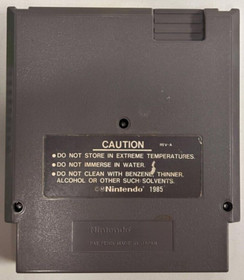 CAUTION REV-A
• DO NOT STORE IN EXTREME TEMPERATURES.
• DO NOT IMMERSE IN WATER.
• DO NOT CLEAN WITH BENZENE, THINNER,
ALCOHOL OR OTHER SUCH SOLVENTS.
©®Nintendo 1985
Nintendo